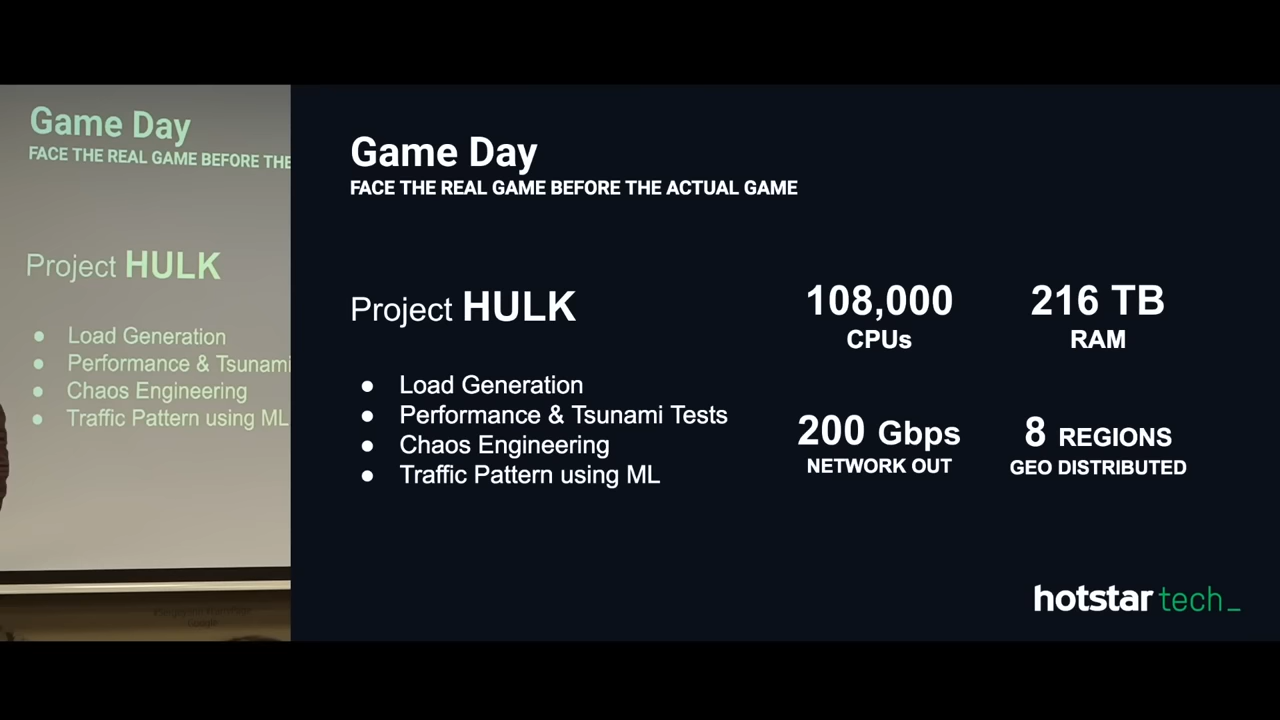 Game Day
FACE THE REAL GAME BEFORE THE
Project HULK
● Load Generation
● Performance & Tsunami
● Chaos Engineering
● Traffic Pattern using ML
Game Day
FACE THE REAL GAME BEFORE THE ACTUAL GAME
Project HULK
● Load Generation
● Performance & Tsunami Tests
● Chaos Engineering
● Traffic Pattern using ML
108,000
CPUs
216 TB
RAM
200 Gbps
NETWORK OUT
8 REGIONS
GEO DISTRIBUTED
hotstar tech_